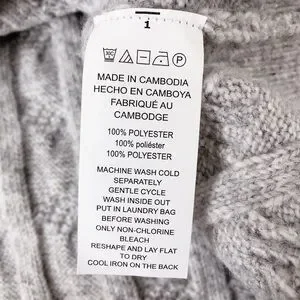 1
MADE IN CAMBODIA
HECHO EN CAMBOYA
FABRIQUÉ AU
CAMBODGE
100% POLYESTER
100% poliéster
100% POLYESTER
MACHINE WASH COLD
SEPARATELY
GENTLE CYCLE
WASH INSIDE OUT
PUT IN LAUNDRY BAG
BEFORE WASHING
ONLY NON-CHLORINE
BLEACH
RESHAPE AND LAY FLAT
TO DRY
COOL IRON ON THE BACK